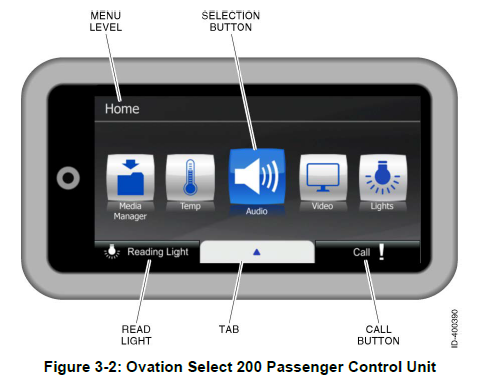 MENU
LEVEL
SELECTION
BUTTON
Home
Media
Manager
Temp
Audio
Video
Lights
Reading Light
Call !
READ
LIGHT
TAB
CALL
BUTTON
ID-400390
Figure 3-2: Ovation Select 200 Passenger Control Unit